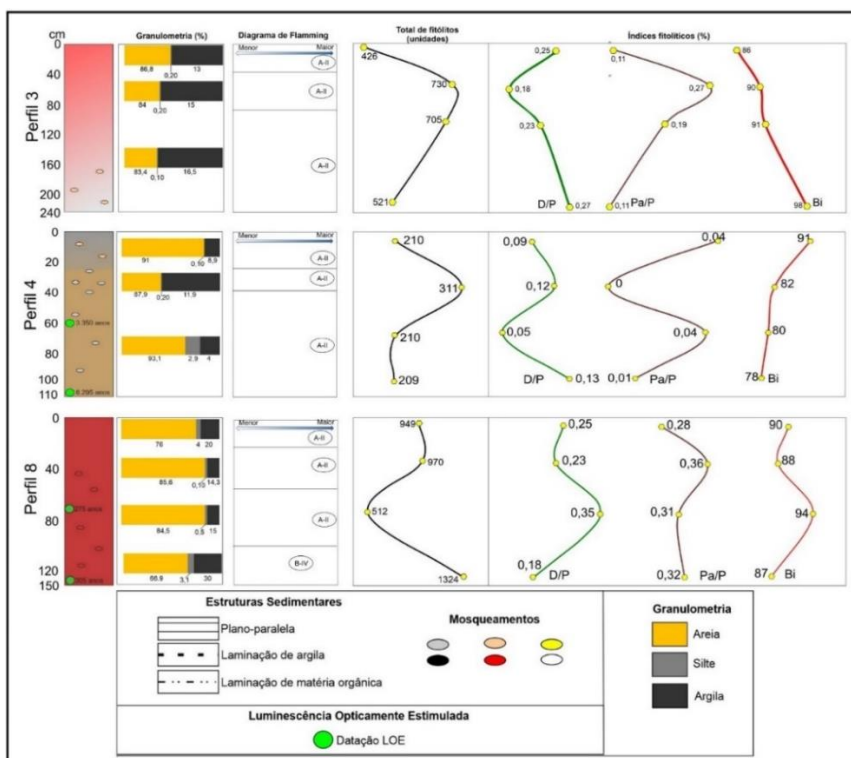 cm
Granulometria (%)
Diagrama de Flamming
Total de fitólitos
(unidades)
Índices fitolíticos (%)
Perfil 3
0
40
80
120
160
200
240
86,8
0,20
13
84
0,20
15
83,4
0,10
16,5
Menor
Maior
A-II
A-II
A-II
426
730
705
521
0,25
0,18
0,23
0,27
D/P
0,11
0,27
0,19
0,11
Pa/P
86
90
91
98
Bi
Perfil 4
0
20
40
60
80
100
110
91
0,10
8,9
87,9
0,20
11,9
93,1
2,9
4
Menor
Maior
A-II
A-II
A-II
210
311
210
209
0,09
0,12
0,05
0,13
D/P
0,04
0
0,04
0,01
Pa/P
91
82
80
78
Bi
Perfil 8
0
40
80
120
150
anos
76
4
20
85,6
0,10
14,3
84,5
0,5
15
66,9
3,1
30
Menor
Maior
A-II
A-II
A-II
B-IV
949
970
512
1324
0,25
0,23
0,35
0,18
D/P
0,28
0,36
0,31
0,32
Pa/P
90
88
94
87
Bi
Estruturas Sedimentares
Plano-paralela
Laminação de argila
Laminação de matéria orgânica
Mosqueamentos
Granulometria
Areia
Silte
Argila
Luminescência Opticamente Estimulada
Datação LOE